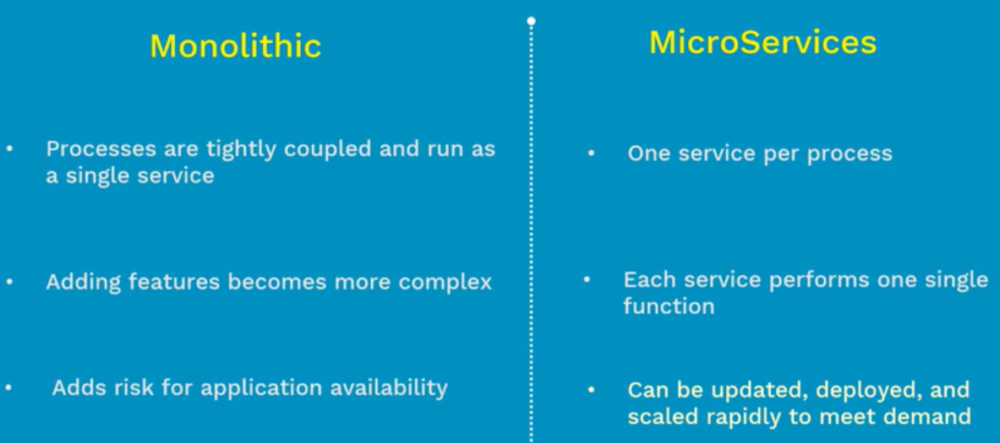 Monolithic
• Processes are tightly coupled and run as
a single service
• Adding features becomes more complex
• Adds risk for application availability
MicroServices
• One service per process
• Each service performs one single
function
• Can be updated, deployed, and
scaled rapidly to meet demand